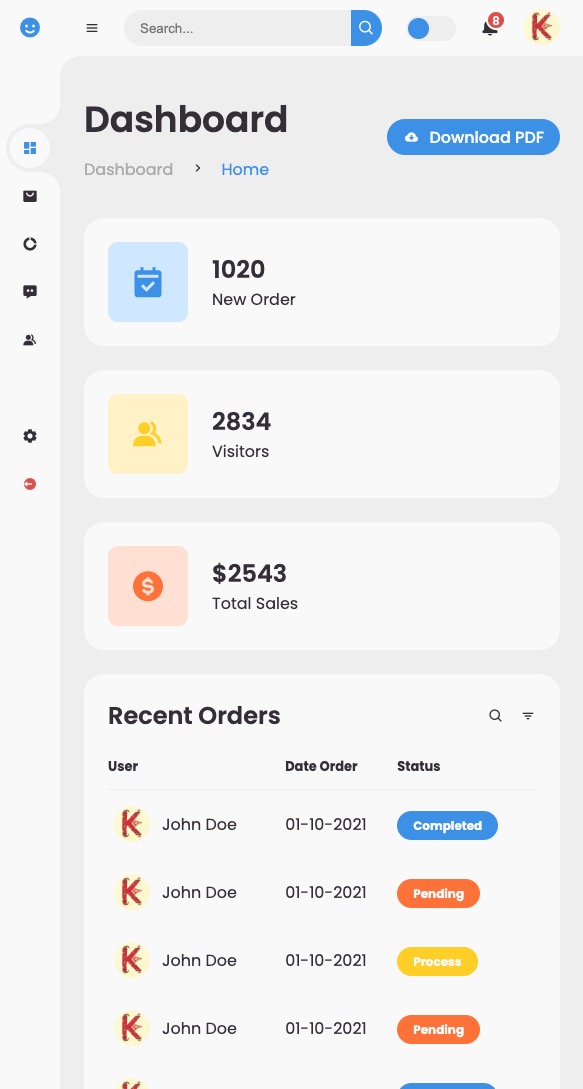 Search...
8
Dashboard
Dashboard Home
Download PDF
1020
New Order
2834
Visitors
$2543
Total Sales
Recent Orders
User Date Order Status
John Doe 01-10-2021 Completed
John Doe 01-10-2021 Pending
John Doe 01-10-2021 Process
John Doe 01-10-2021 Pending